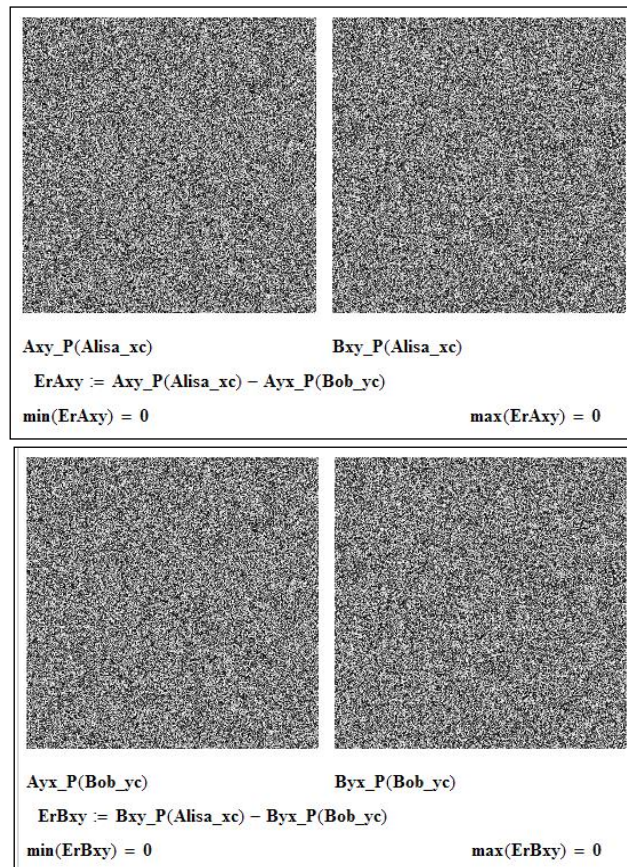 Axy_P(Alisa_xc) Bxy_P(Alisa_xc)
ErAxy := Axy_P(Alisa_xc) − Ayx_P(Bob_yc)
min(ErAxy) = 0 max(ErAxy) = 0
Ayx_P(Bob_yc) Byx_P(Bob_yc)
ErBxy := Bxy_P(Alisa_xc) − Byx_P(Bob_yc)
min(ErBxy) = 0 max(ErBxy) = 0